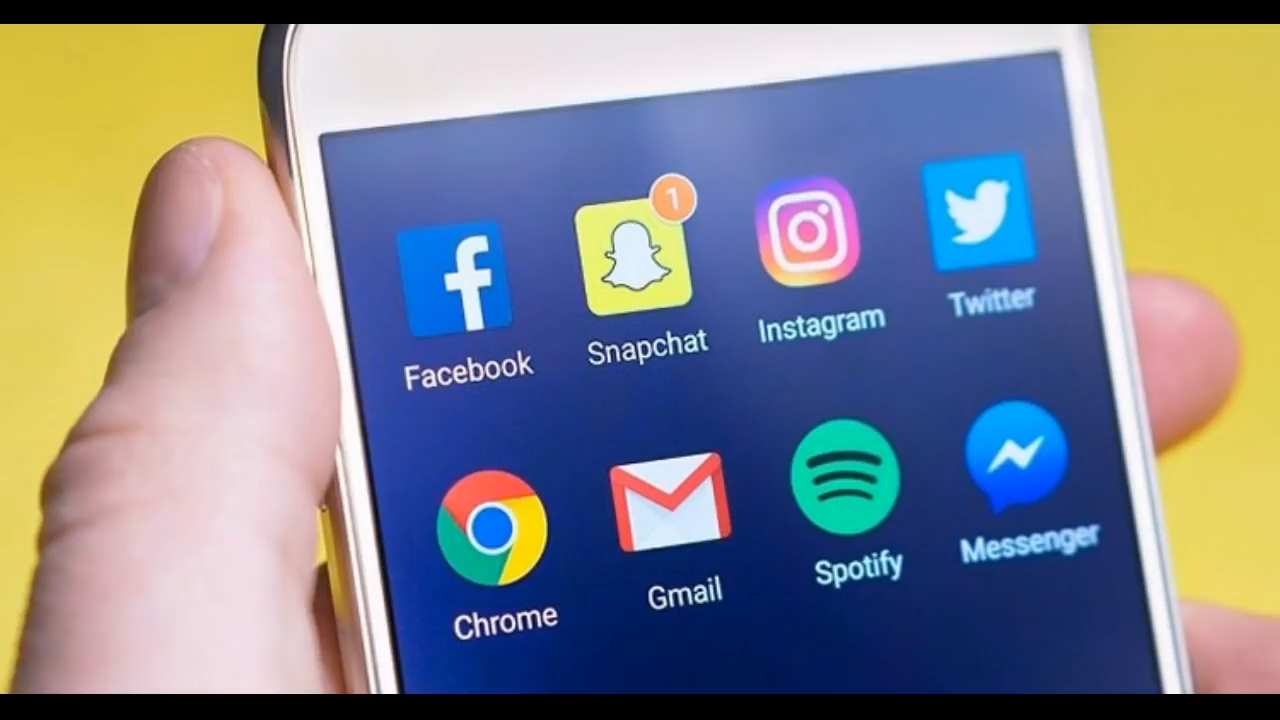 1
Facebook
Snapchat
Instagram
Twitter
Chrome
Gmail
Spotify
Messenger